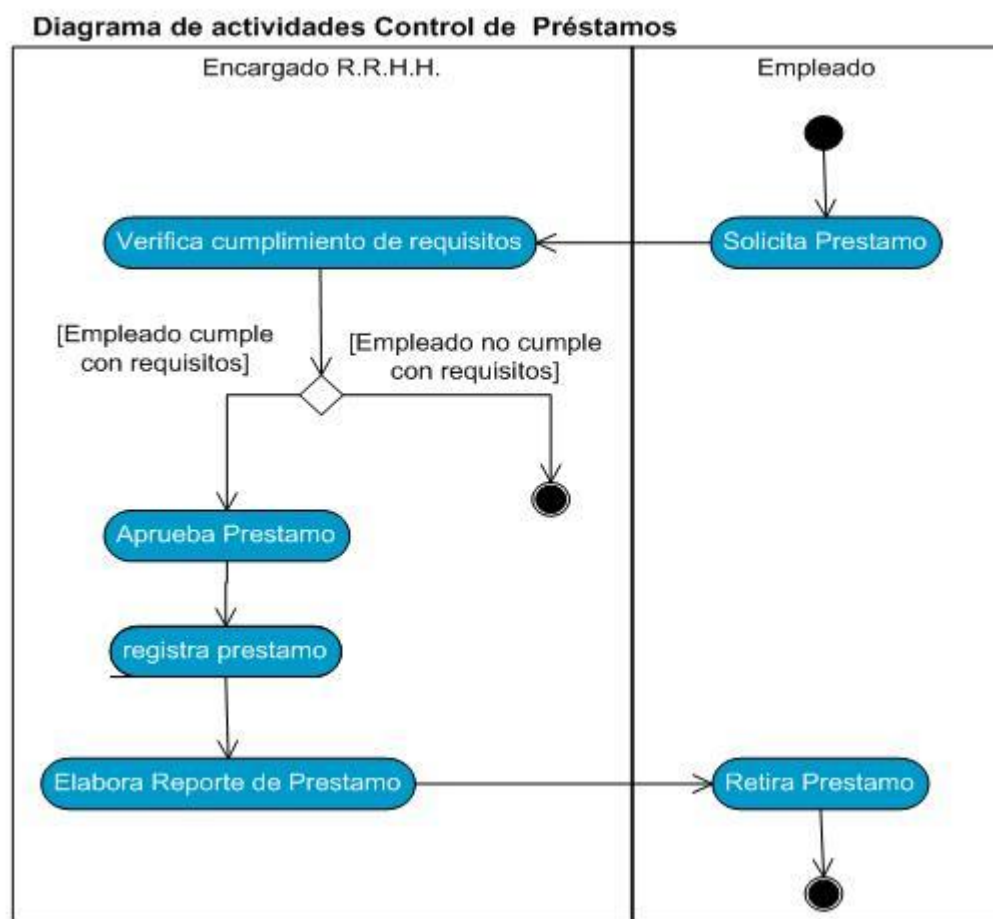 Diagrama de actividades Control de Préstamos
Encargado R.R.H.H.
Empleado
Verifica cumplimiento de requisitos
Solicita Prestamo
[Empleado cumple
con requisitos]
[Empleado no cumple
con requisitos]
Aprueba Prestamo
registra prestamo
Elabora Reporte de Prestamo
Retira Prestamo